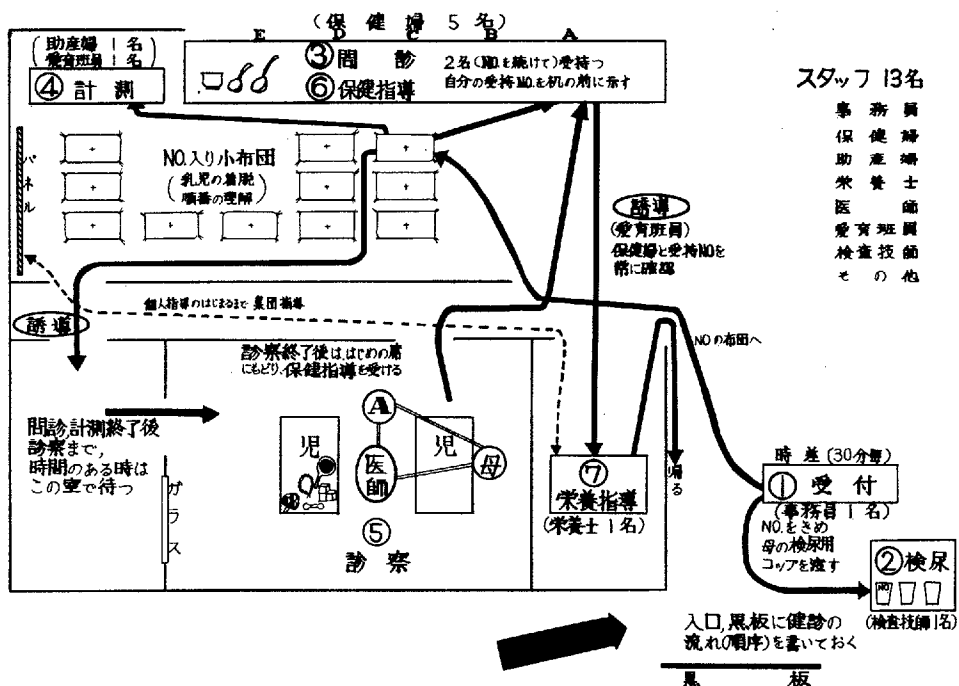 (保健婦 5名)
E D C B A
(助産婦 1名
愛育班員 1名)
④ 計測
③ 問診
⑥ 保健指導
2名(NO.を続けて)受持つ
自分の受持NO.を机の前に示す
スタッフ 13名
事務員
保健婦
助産婦
栄養士
医師
愛育班員
検査技師
その他
パネル
NO.入り小布団
(乳児の着脱
順番の理解)
誘導
(愛育班員)
保健婦と受持NOを
常に確認
個人指導のはじまるまで 集団指導
誘導
診察終了後は、はじめの席
にもどり、保健指導を受ける
NOの布団へ
問診、計測終了後
診察まで、
時間のある時は
この室で待つ
ガラス
児
A
医師
児
母
⑤
診察
⑦
栄養指導
(栄養士 1名)
帰る
時差(30分毎)
① 受付
(事務員 1名)
NO.をきめ
母の検尿用
コップを渡す
② 検尿
NO
(検査技師1名)
入口、黒板に健診の
流れ(順序)を書いておく
黒板